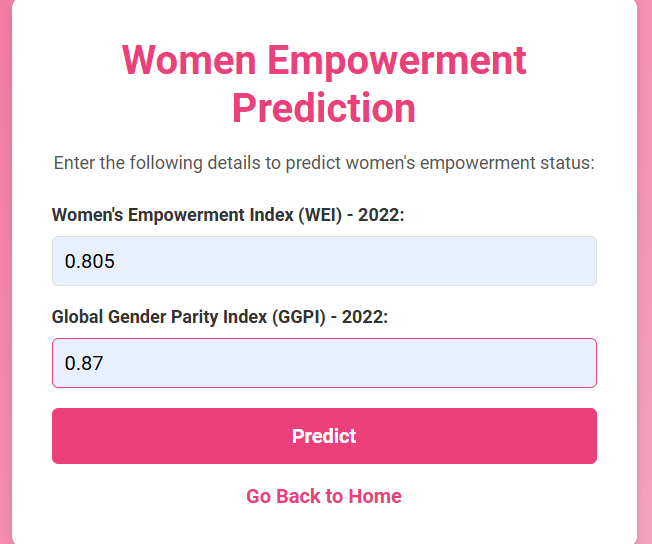 Women Empowerment
Prediction
Enter the following details to predict women's empowerment status:
Women's Empowerment Index (WEI) - 2022:
0.805
Global Gender Parity Index (GGPI) - 2022:
0.87
Predict
Go Back to Home